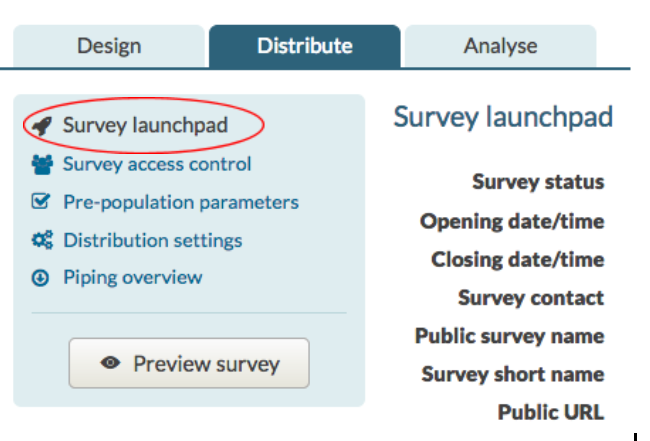 Design
Distribute
Analyse
Survey launchpad
Survey access control
Pre-population parameters
Distribution settings
Piping overview
Preview survey
Survey launchpad
Survey status
Opening date/time
Closing date/time
Survey contact
Public survey name
Survey short name
Public URL